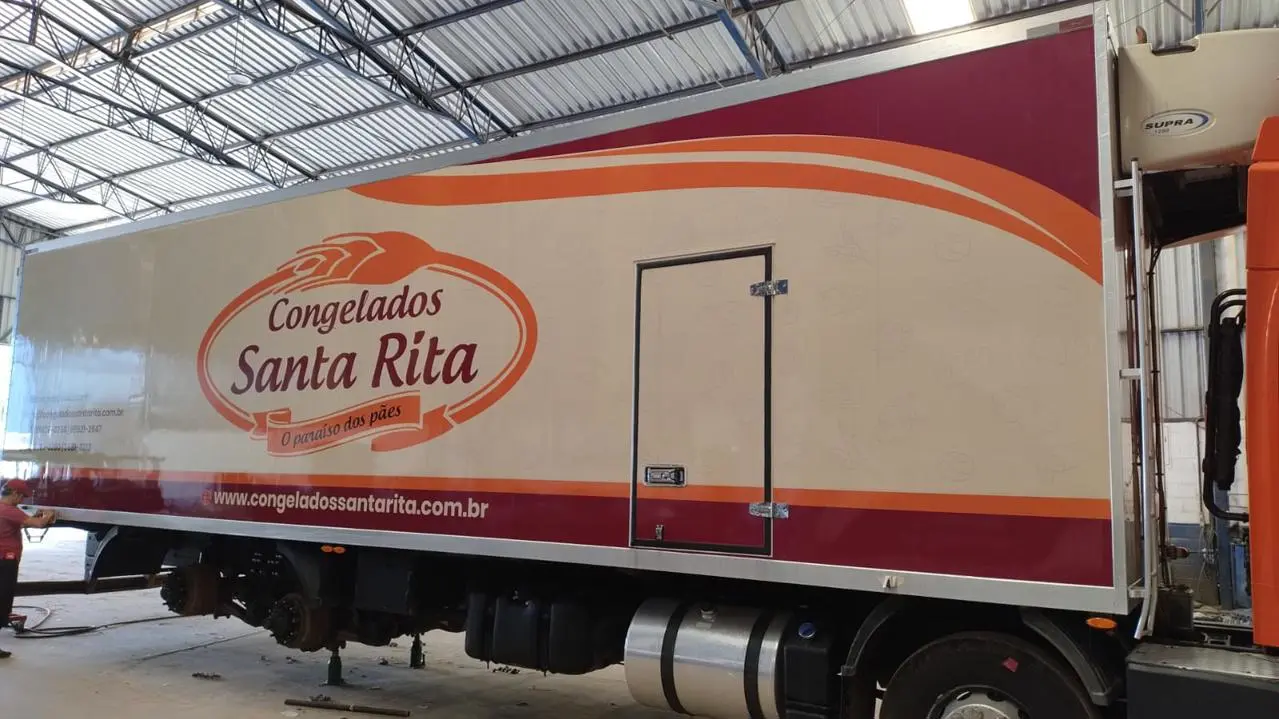 SUPRA
Congelados
Santa Rita
O paraíso dos pães
www.congeladossantarita.com.br